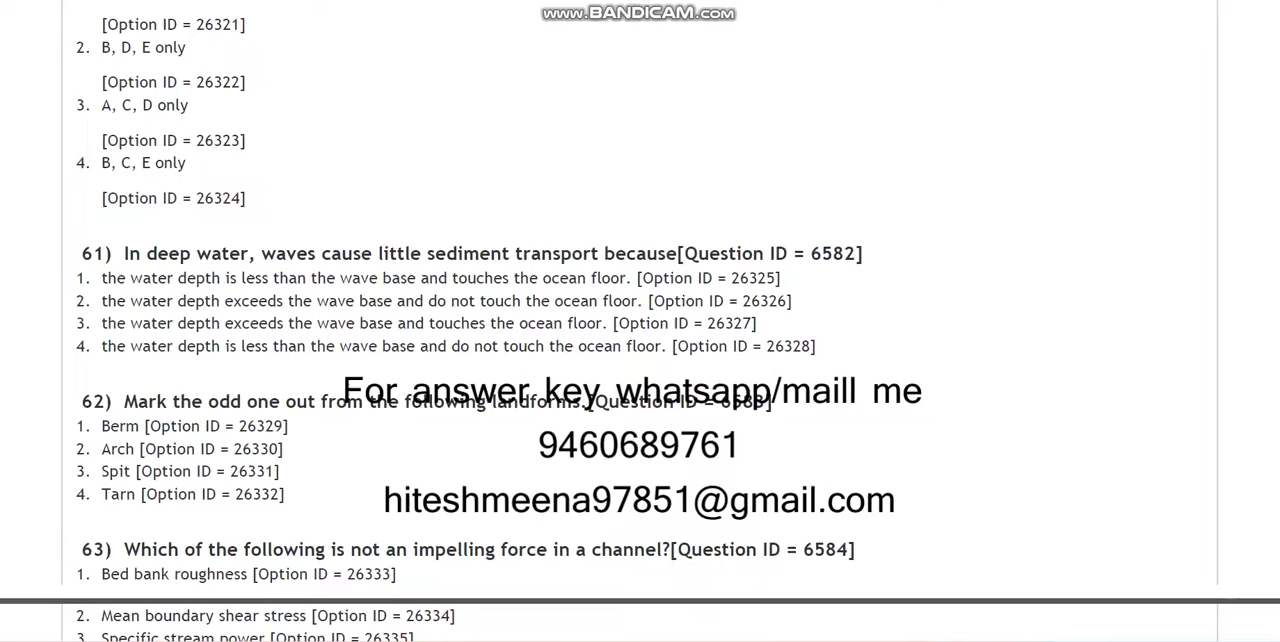 www.BANDICAM.com
[Option ID = 26321]
2. B, D, E only
[Option ID = 26322]
3. A, C, D only
[Option ID = 26323]
4. B, C, E only
[Option ID = 26324]
61) In deep water, waves cause little sediment transport because[Question ID = 6582]
1. the water depth is less than the wave base and touches the ocean floor. [Option ID = 26325]
2. the water depth exceeds the wave base and do not touch the ocean floor. [Option ID = 26326]
3. the water depth exceeds the wave base and touches the ocean floor. [Option ID = 26327]
4. the water depth is less than the wave base and do not touch the ocean floor. [Option ID = 26328]
For answer key whatsapp/maill me
62) Mark the odd one out from the following landforms.[Question ID = 6583]
1. Berm [Option ID = 26329]
2. Arch [Option ID = 26330]
9460689761
3. Spit [Option ID = 26331]
4. Tarn [Option ID = 26332]
hiteshmeena97851@gmail.com
63) Which of the following is not an impelling force in a channel?[Question ID = 6584]
1. Bed bank roughness [Option ID = 26333]
2. Mean boundary shear stress [Option ID = 26334]
3. Specific stream power [Option ID = 26335]